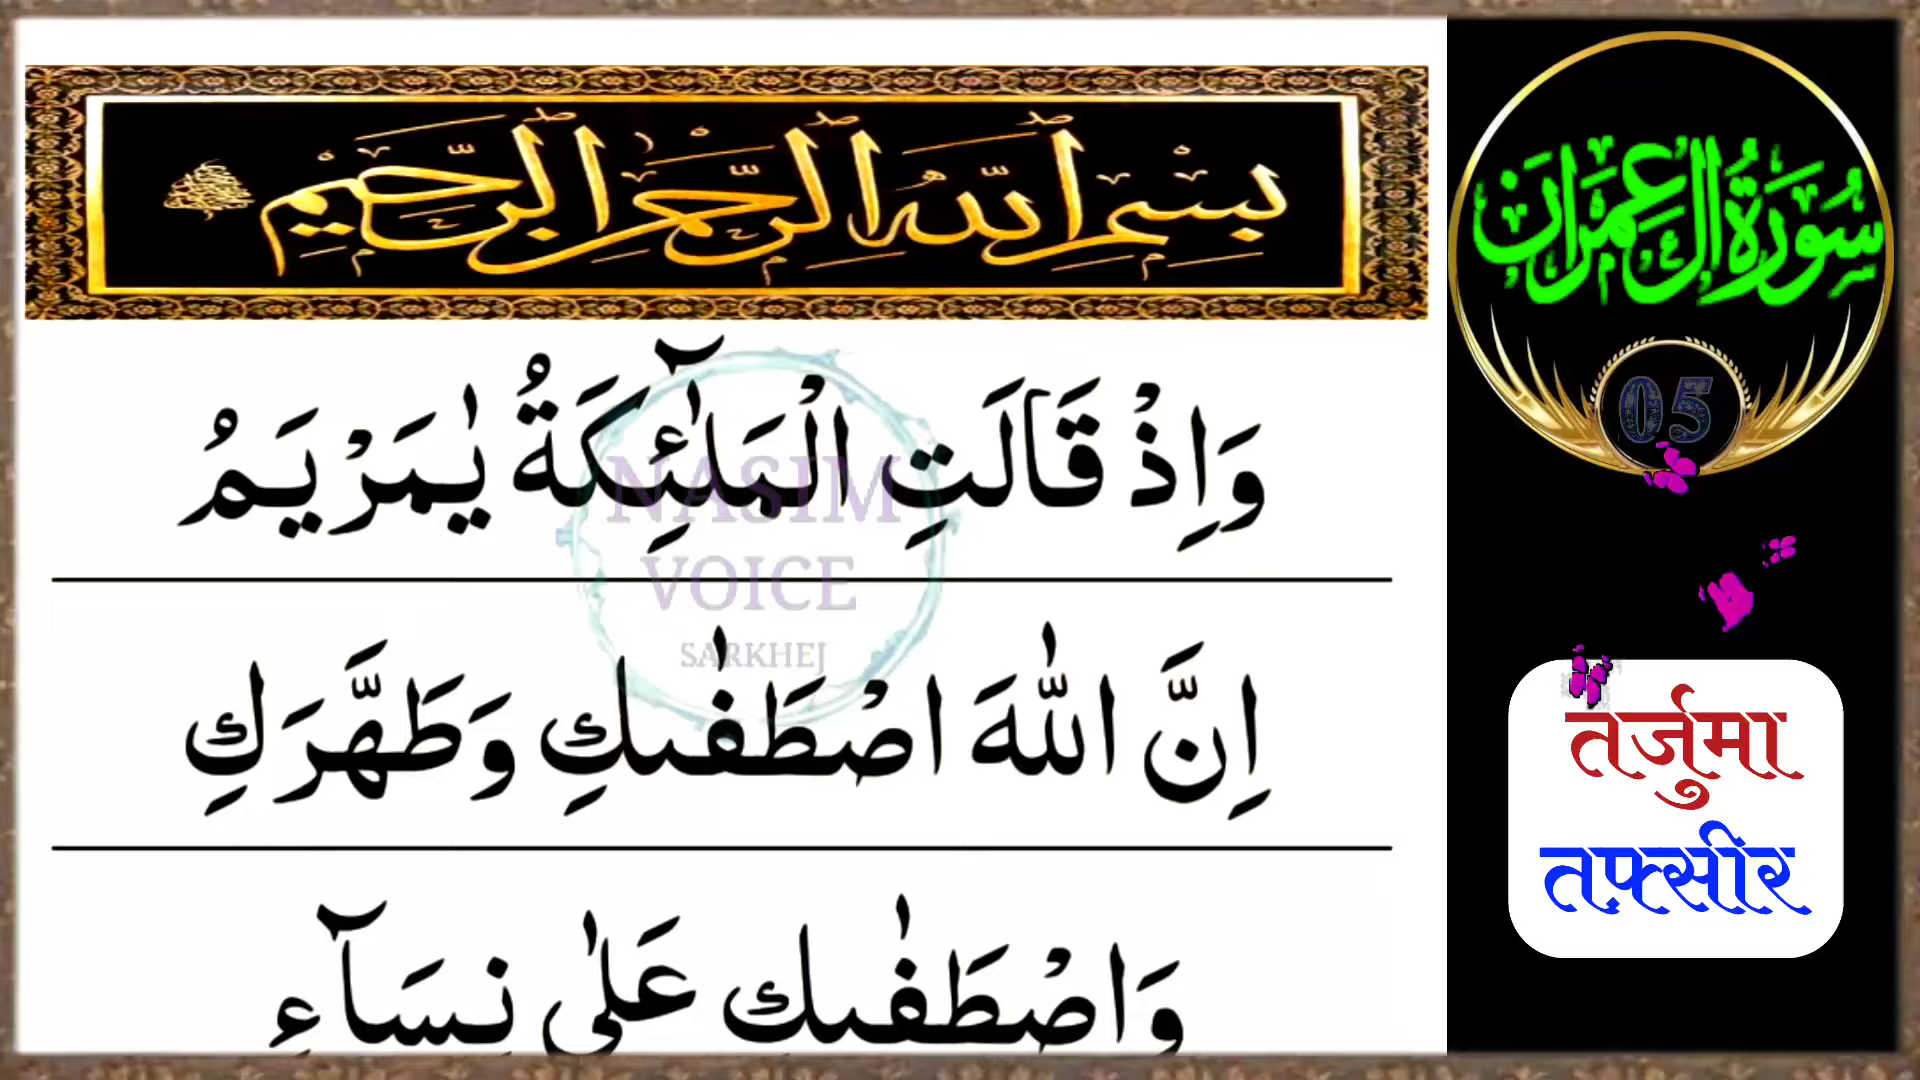 بِسْمِ اللّٰهِ الرَّحْمٰنِ الرَّحِيْمِ
وَاِذْ قَالَتِ الْمَلٰٓئِكَةُ يٰمَرْيَمُ
اِنَّ اللّٰهَ اصْطَفٰىكِ وَطَهَّرَكِ
وَاصْطَفٰىكِ عَلٰى نِسَآءِ
NASIM
VOICE
SARKHEJ
سُوْرَةُ اٰلِ عِمْرَان
05
तर्जुमा
तफ़्सीर